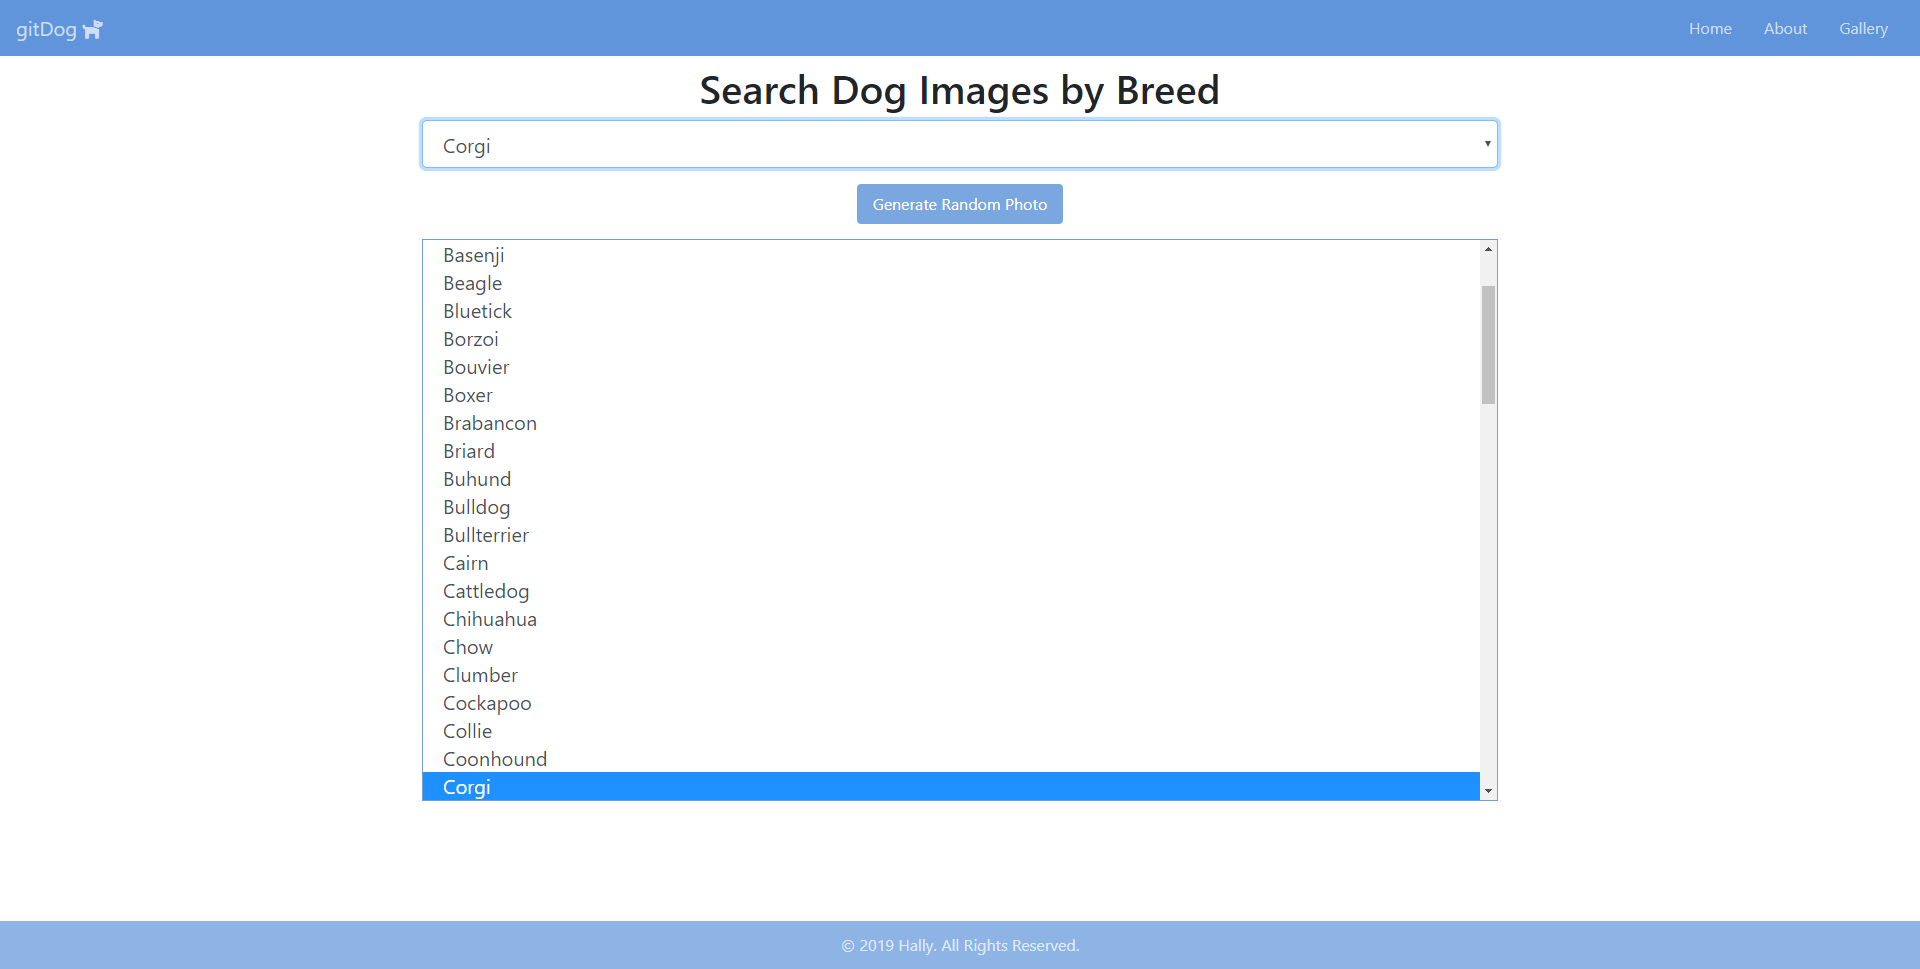 gitDog
Home About Gallery
Search Dog Images by Breed
Corgi
Generate Random Photo
Basenji
Beagle
Bluetick
Borzoi
Bouvier
Boxer
Brabancon
Briard
Buhund
Bulldog
Bullterrier
Cairn
Cattledog
Chihuahua
Chow
Clumber
Cockapoo
Collie
Coonhound
Corgi
© 2019 Hally. All Rights Reserved.